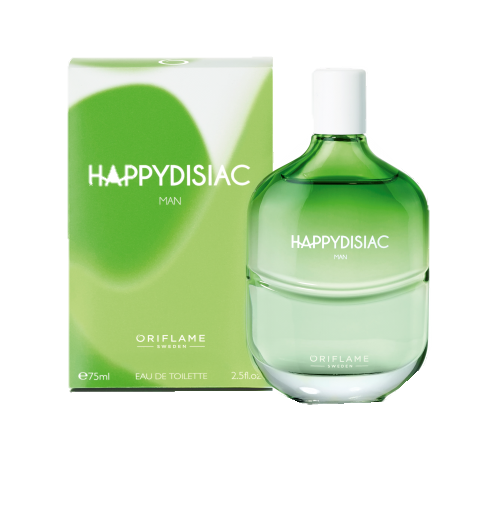 HAPPYDISIAC
MAN
ORIFLAME
SWEDEN
℮75ml EAU DE TOILETTE 2.5fl.oz
HAPPYDISIAC
MAN
ORIFLAME
SWEDEN